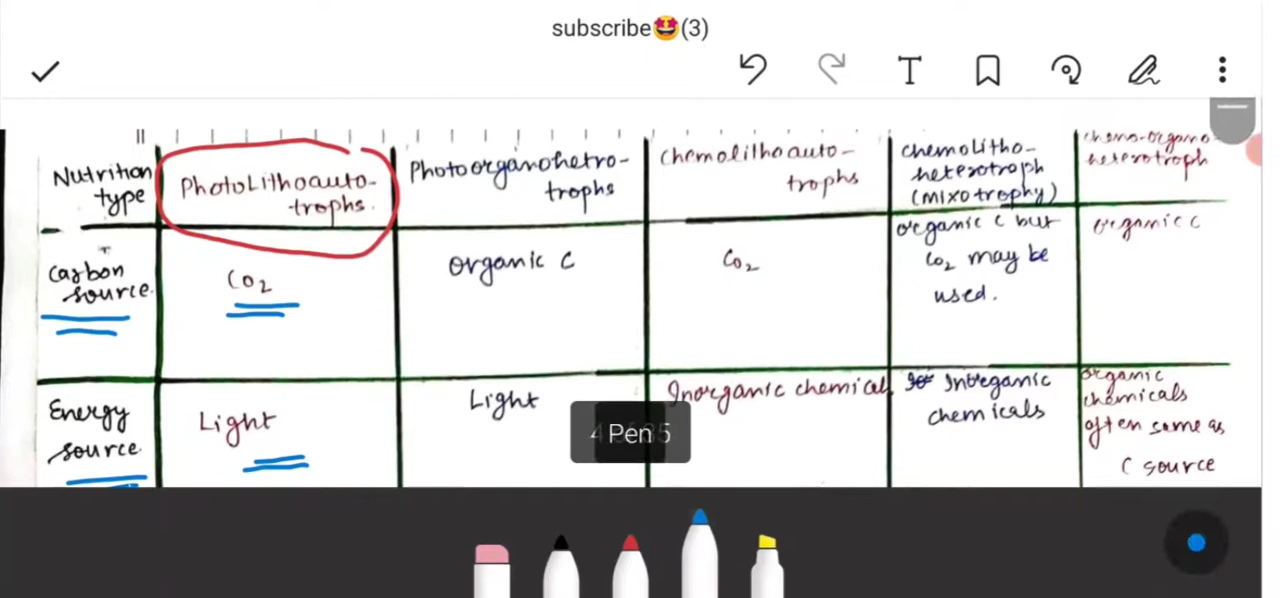 subscribe🤩(3)
T
Nutrition
type
PhotoLithoauto-
trophs.
Photoorganohetro-
trophs
Chemolithoauto-
trophs
chemolitho-
heterotroph
(mixotrophy)
chemo-organo
heterotroph
Carbon
source.
CO2
organic C
CO2
organic C but
CO2 may be
used.
organic C
Energy
source.
Light
Light
Inorganic chemical
Inorganic
chemicals
organic
chemicals
often same as
C source
Pen